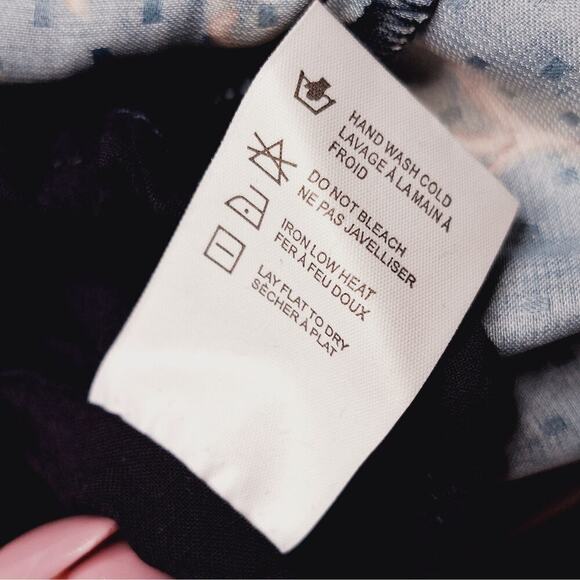 HAND WASH COLD
LAVAGE À LA MAIN À
FROID
DO NOT BLEACH
NE PAS JAVELLISER
IRON LOW HEAT
FER À FEU DOUX
LAY FLAT TO DRY
SÉCHER À PLAT